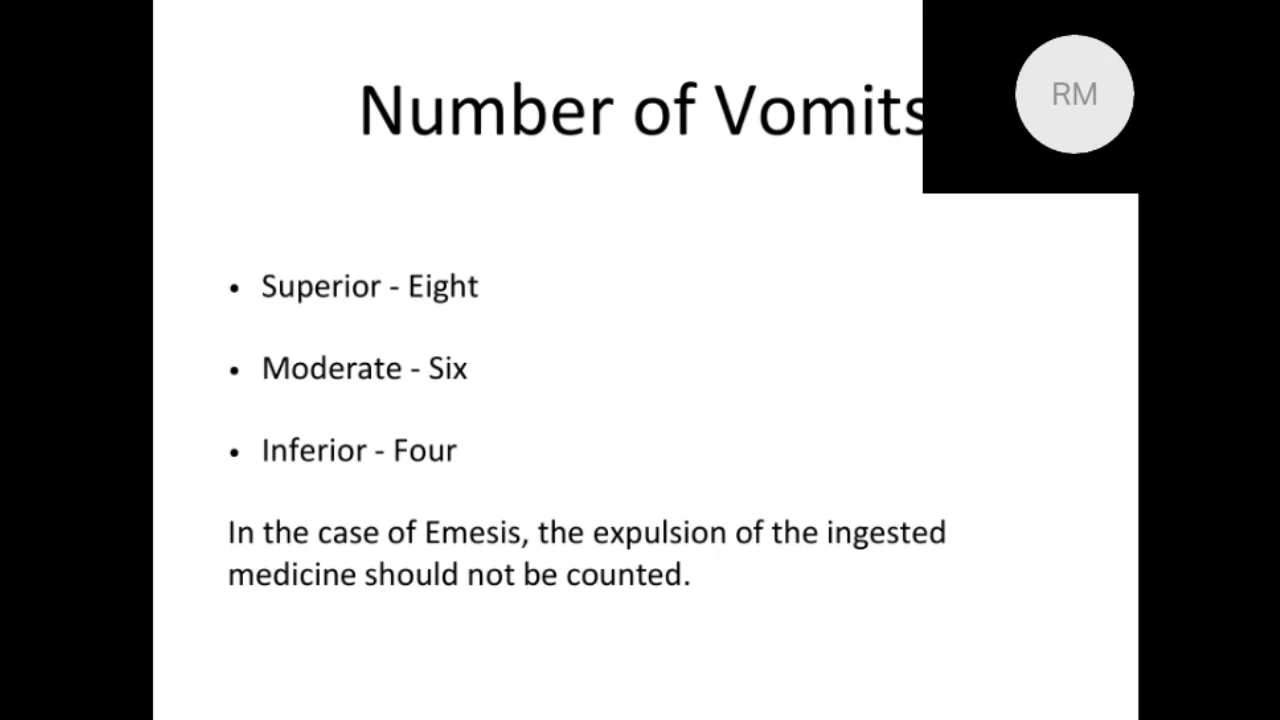 Number of Vomits
RM
• Superior - Eight
• Moderate - Six
• Inferior - Four
In the case of Emesis, the expulsion of the ingested
medicine should not be counted.